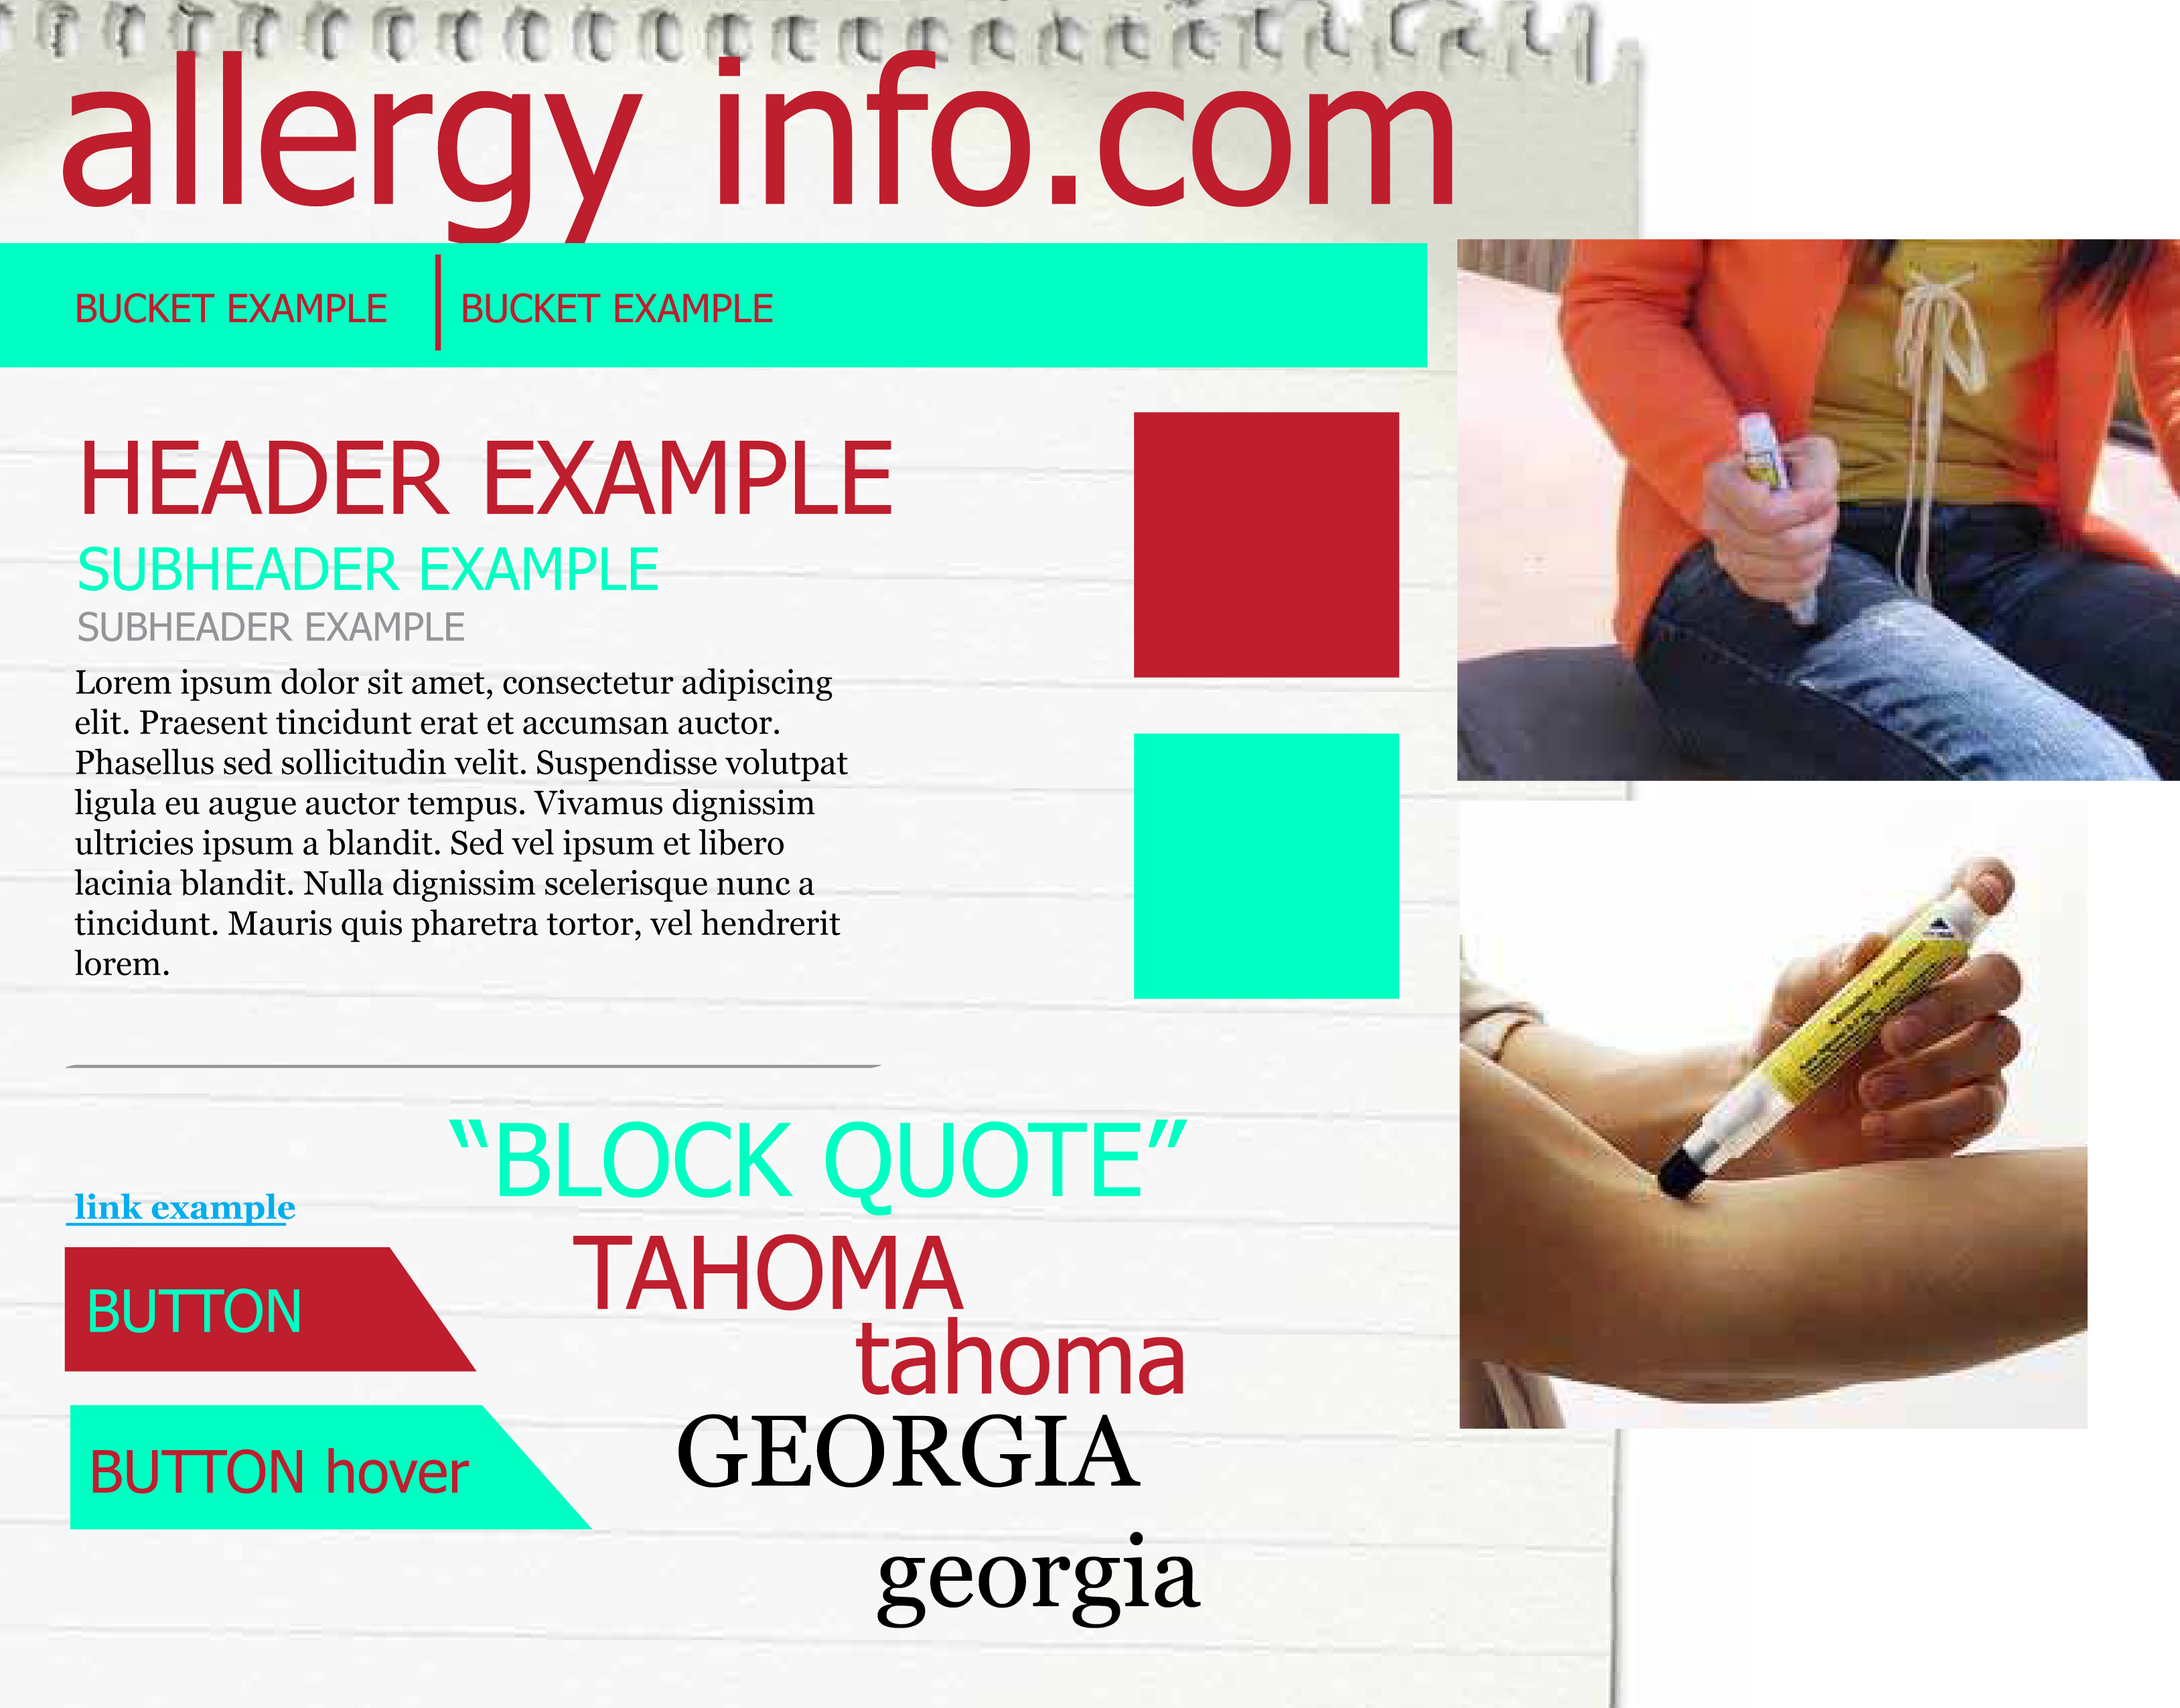 allergy info.com
BUCKET EXAMPLE BUCKET EXAMPLE
HEADER EXAMPLE
SUBHEADER EXAMPLE
SUBHEADER EXAMPLE
Lorem ipsum dolor sit amet, consectetur adipiscing
elit. Praesent tincidunt erat et accumsan auctor.
Phasellus sed sollicitudin velit. Suspendisse volutpat
ligula eu augue auctor tempus. Vivamus dignissim
ultricies ipsum a blandit. Sed vel ipsum et libero
lacinia blandit. Nulla dignissim scelerisque nunc a
tincidunt. Mauris quis pharetra tortor, vel hendrerit
lorem.
“BLOCK QUOTE”
link example
TAHOMA
BUTTON
tahoma
GEORGIA
BUTTON hover
georgia